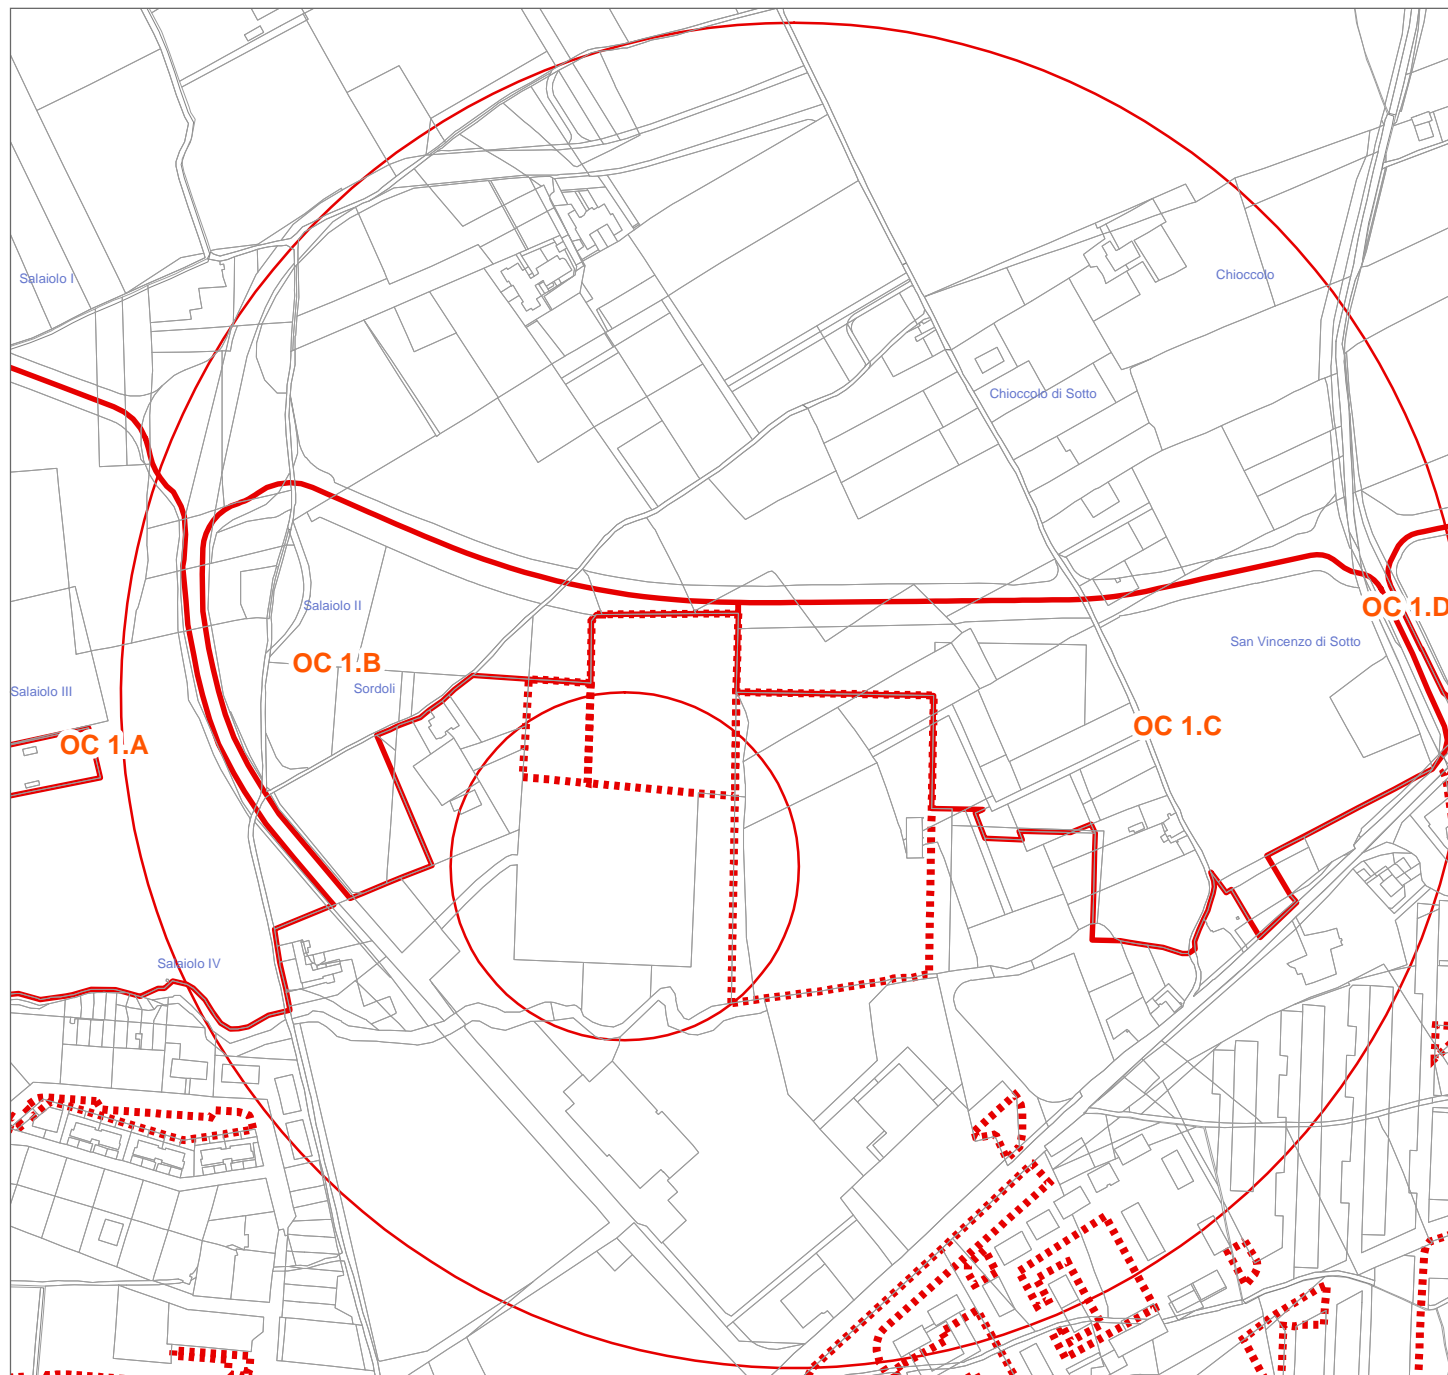 Salaiolo I
Chioccolo
Chioccolo di Sotto
Salaiolo II
OC 1.D
San Vincenzo di Sotto
OC 1.B
Sordoli
Salaiolo III
OC 1.C
OC 1.A
Salaiolo IV